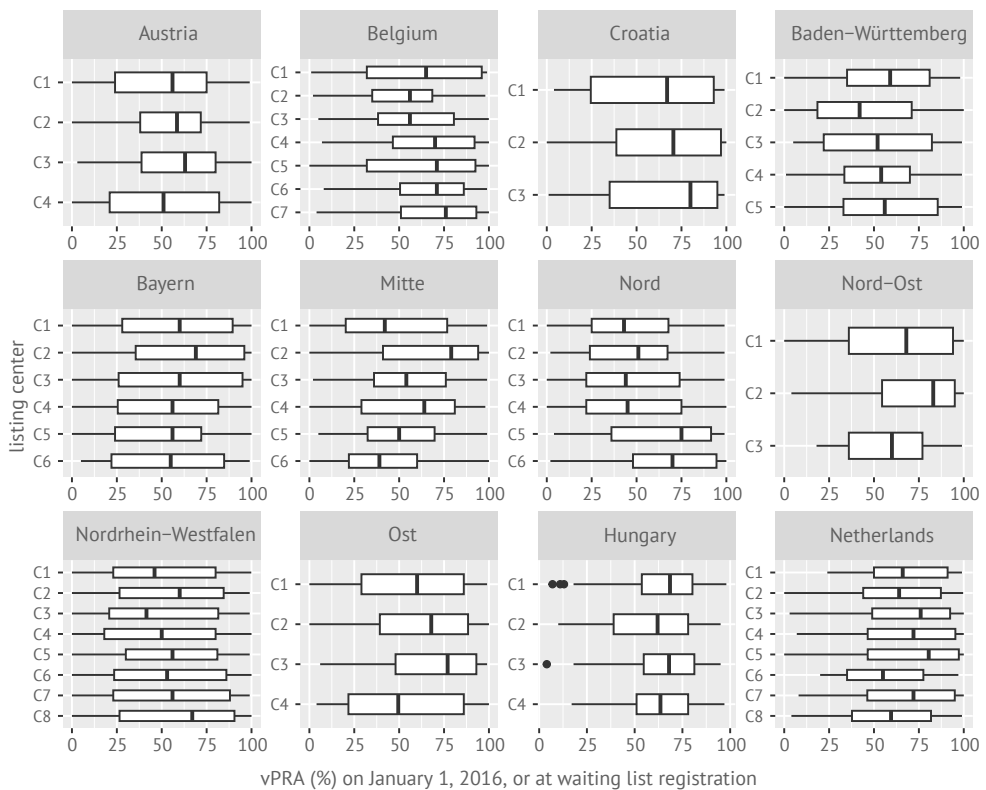 Austria
Belgium
Croatia
Baden−Württemberg
C1
C2
C3
C4
0 25 50 75 100
C1
C2
C3
C4
C5
C6
C7
0 25 50 75 100
C1
C2
C3
0 25 50 75 100
C1
C2
C3
C4
C5
0 25 50 75 100
listing center
Bayern
Mitte
Nord
Nord−Ost
C1
C2
C3
C4
C5
C6
0 25 50 75 100
C1
C2
C3
C4
C5
C6
0 25 50 75 100
C1
C2
C3
C4
C5
C6
0 25 50 75 100
C1
C2
C3
0 25 50 75 100
Nordrhein−Westfalen
Ost
Hungary
Netherlands
C1
C2
C3
C4
C5
C6
C7
C8
0 25 50 75 100
C1
C2
C3
C4
0 25 50 75 100
C1
C2
C3
C4
0 25 50 75 100
C1
C2
C3
C4
C5
C6
C7
C8
0 25 50 75 100
vPRA (%) on January 1, 2016, or at waiting list registration